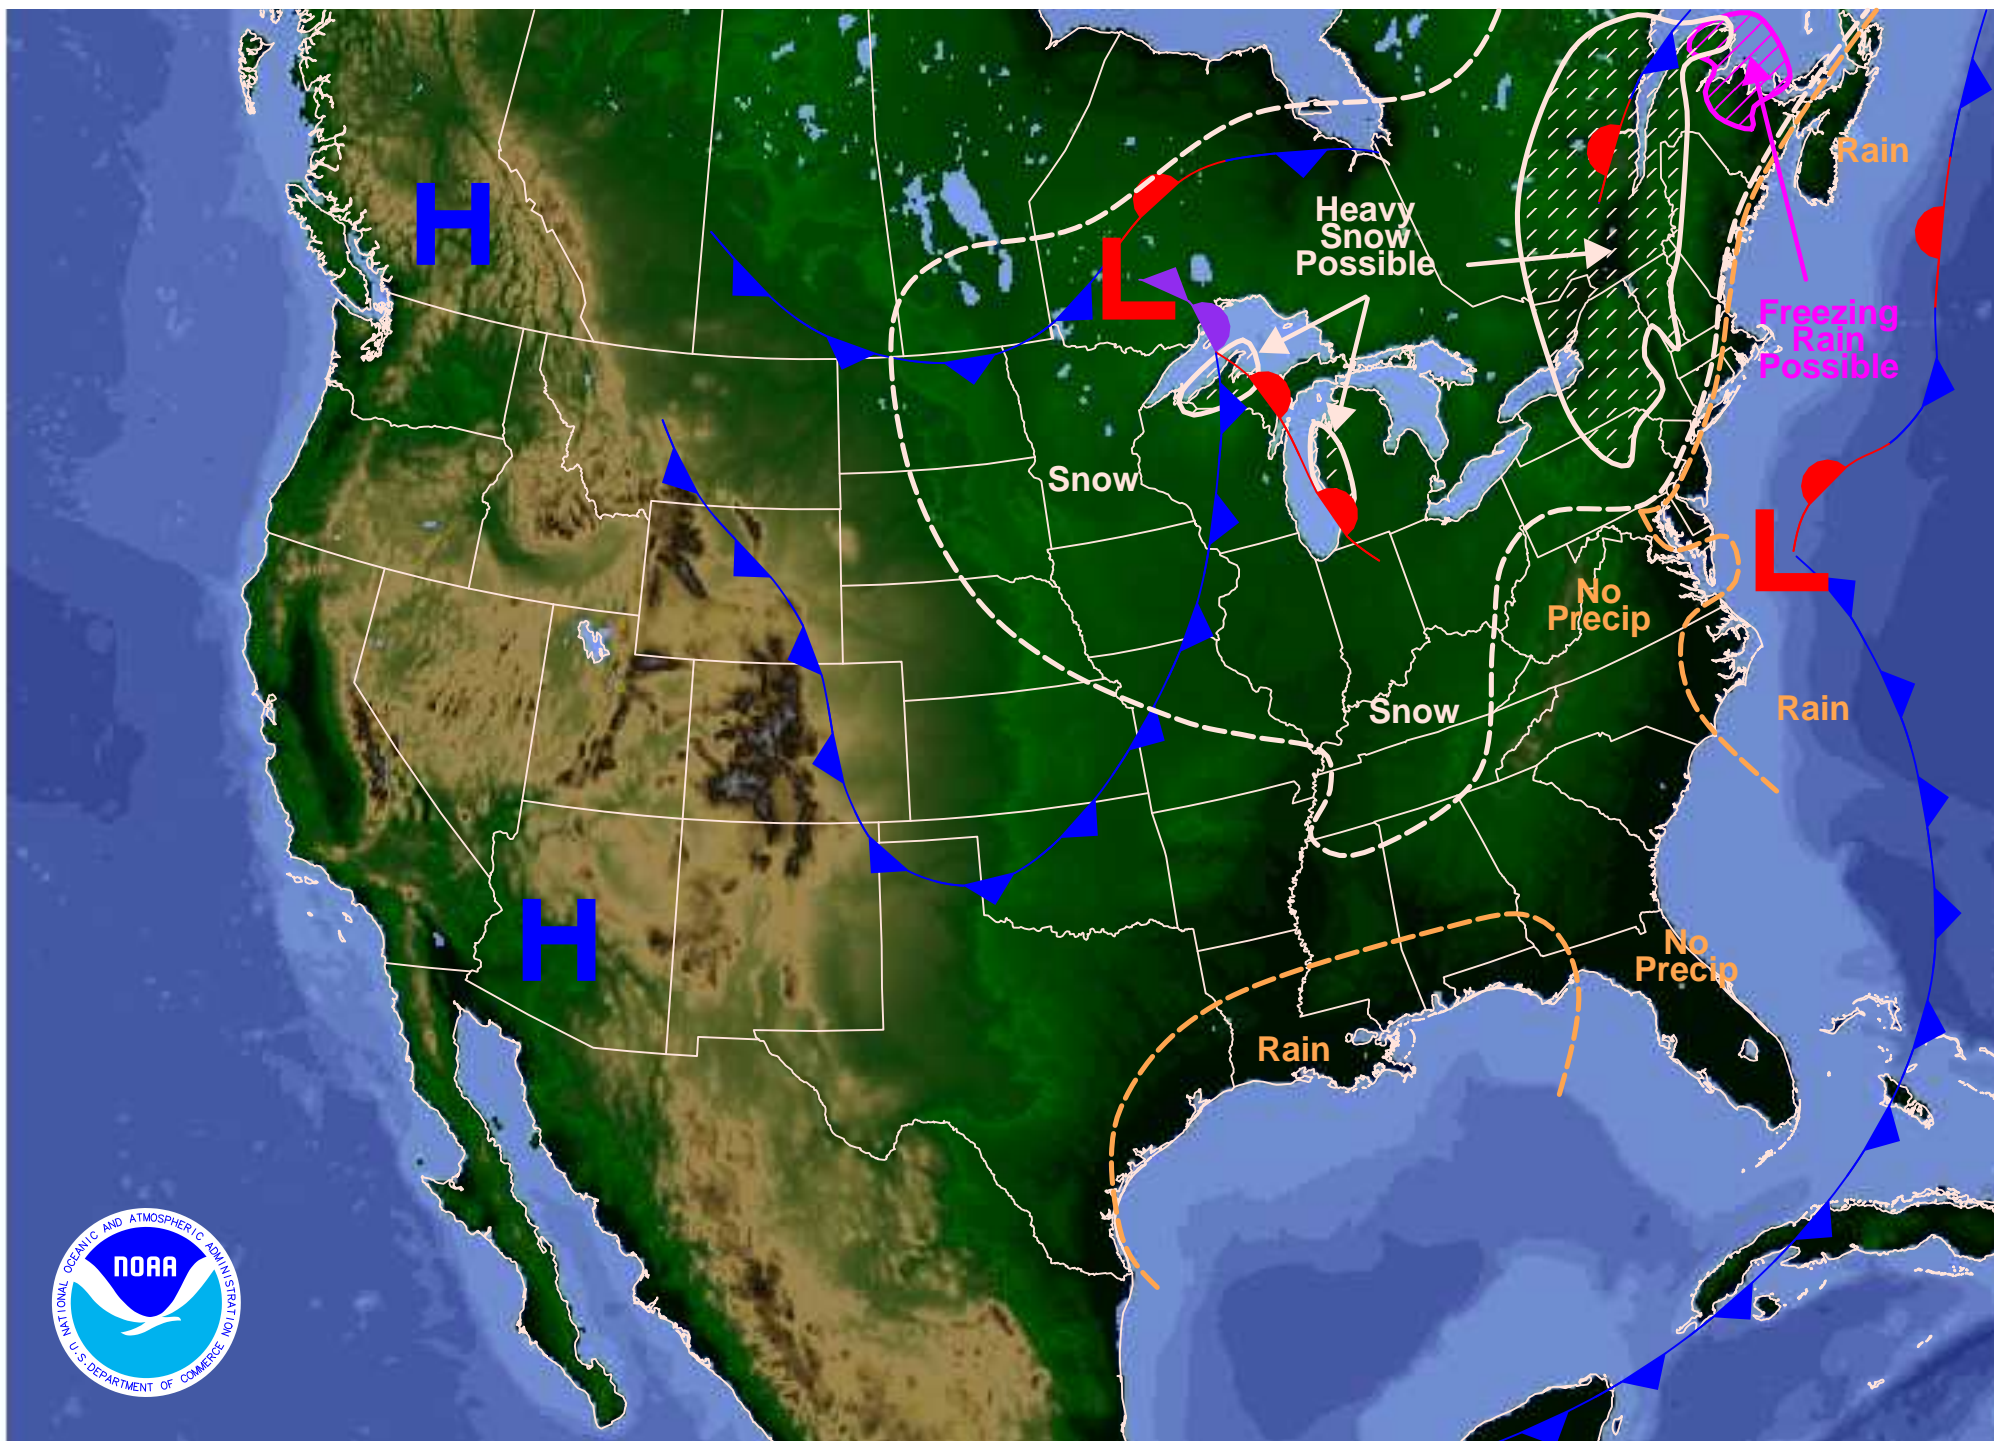 H
Rain
Heavy
Snow
Possible
L
Freezing
Rain
Possible
Snow
L
No
Precip
Snow
Rain
H
No
Precip
Rain
NATIONAL OCEANIC AND ATMOSPHERIC ADMINISTRATION
NOAA
U.S. DEPARTMENT OF COMMERCE